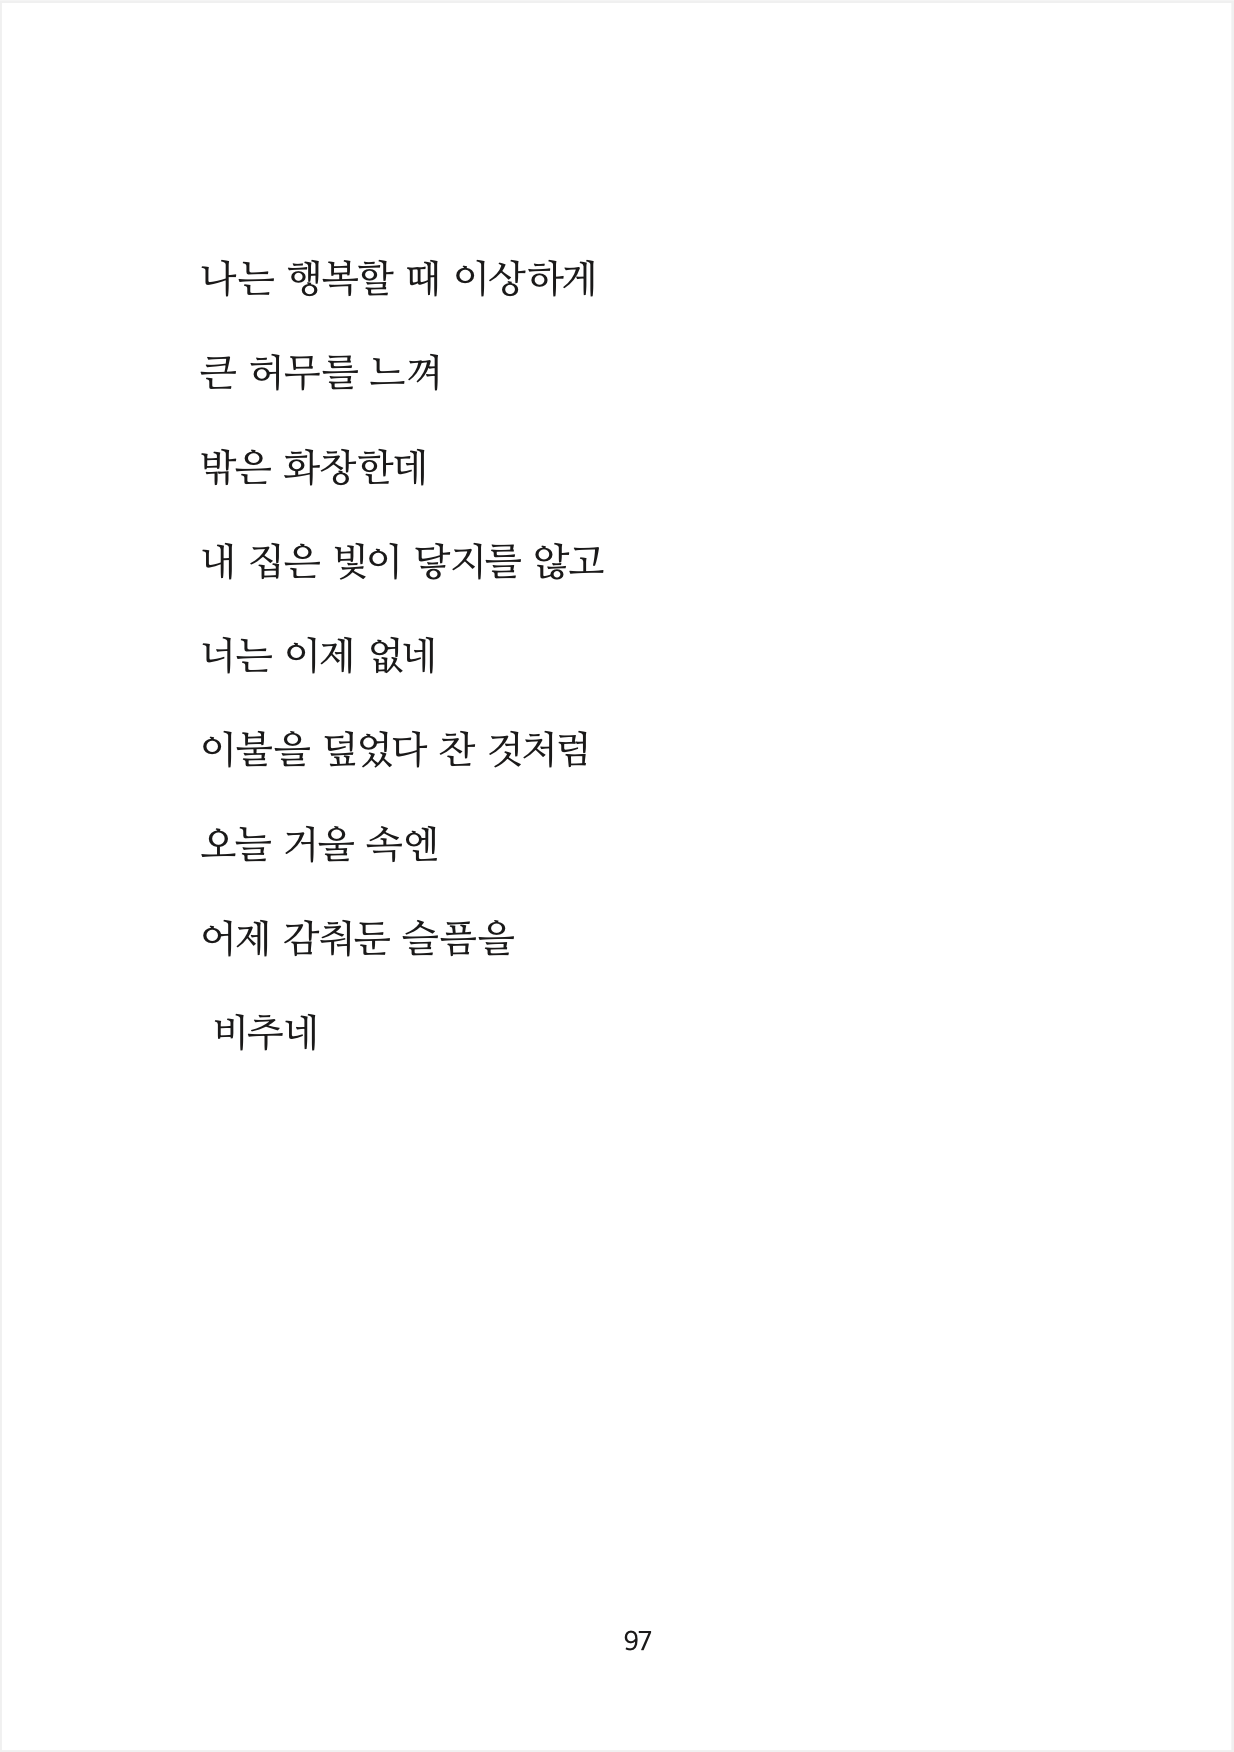 나는 행복할 때 이상하게
큰 허무를 느껴
밖은 화창한데
내 집은 빛이 닿지를 않고
너는 이제 없네
이불을 덮었다 찬 것처럼
오늘 거울 속엔
어제 감춰둔 슬픔을
비추네
97